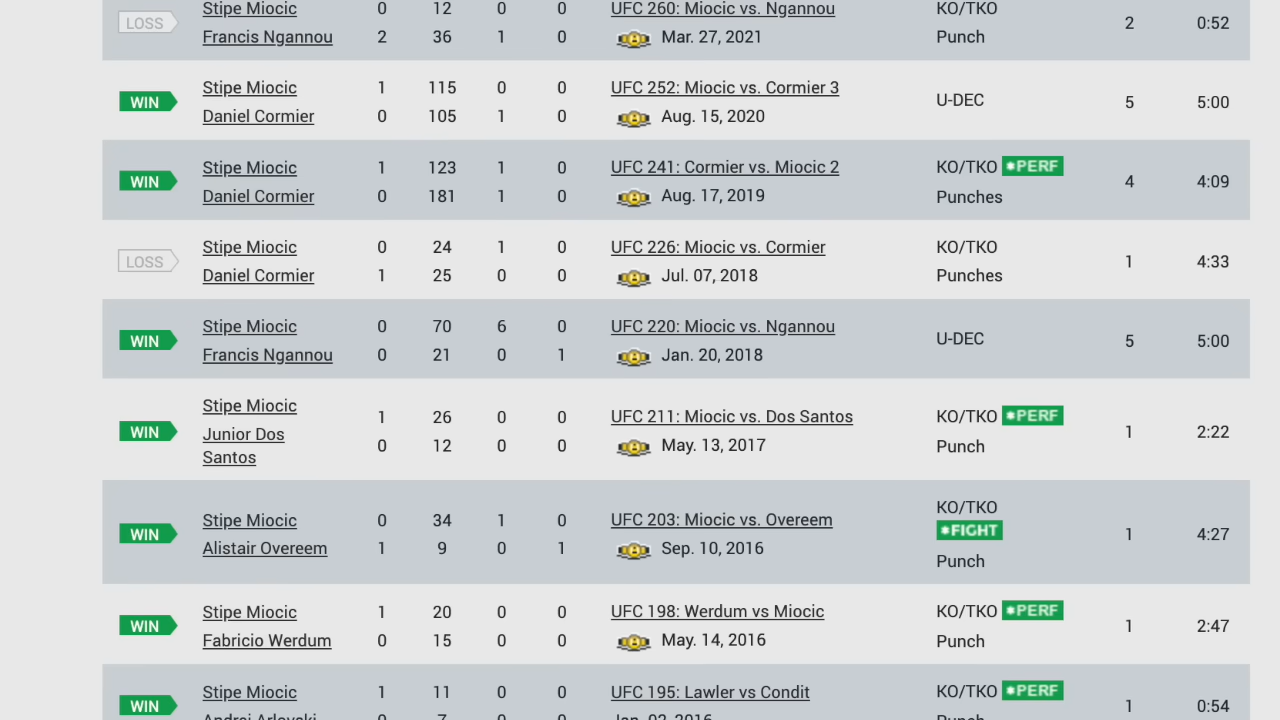 LOSS Stipe Miocic 0 12 0 0 UFC 260: Miocic vs. Ngannou KO/TKO 2 0:52
Francis Ngannou 2 36 1 0 Mar. 27, 2021 Punch
WIN Stipe Miocic 1 115 0 0 UFC 252: Miocic vs. Cormier 3 U-DEC 5 5:00
Daniel Cormier 0 105 1 0 Aug. 15, 2020
WIN Stipe Miocic 1 123 1 0 UFC 241: Cormier vs. Miocic 2 KO/TKO *PERF 4 4:09
Daniel Cormier 0 181 1 0 Aug. 17, 2019 Punches
LOSS Stipe Miocic 0 24 1 0 UFC 226: Miocic vs. Cormier KO/TKO 1 4:33
Daniel Cormier 1 25 0 0 Jul. 07, 2018 Punches
WIN Stipe Miocic 0 70 6 0 UFC 220: Miocic vs. Ngannou U-DEC 5 5:00
Francis Ngannou 0 21 0 1 Jan. 20, 2018
WIN Stipe Miocic 1 26 0 0 UFC 211: Miocic vs. Dos Santos KO/TKO *PERF 1 2:22
Junior Dos 0 12 0 0 May. 13, 2017 Punch
Santos
WIN Stipe Miocic 0 34 1 0 UFC 203: Miocic vs. Overeem KO/TKO 1 4:27
*FIGHT
Alistair Overeem 1 9 0 1 Sep. 10, 2016 Punch
WIN Stipe Miocic 1 20 0 0 UFC 198: Werdum vs Miocic KO/TKO *PERF 1 2:47
Fabricio Werdum 0 15 0 0 May. 14, 2016 Punch
WIN Stipe Miocic 1 11 0 0 UFC 195: Lawler vs Condit KO/TKO *PERF 1 0:54
Andrei Arlovski 0 7 0 0 Jan. 02, 2016 Punch